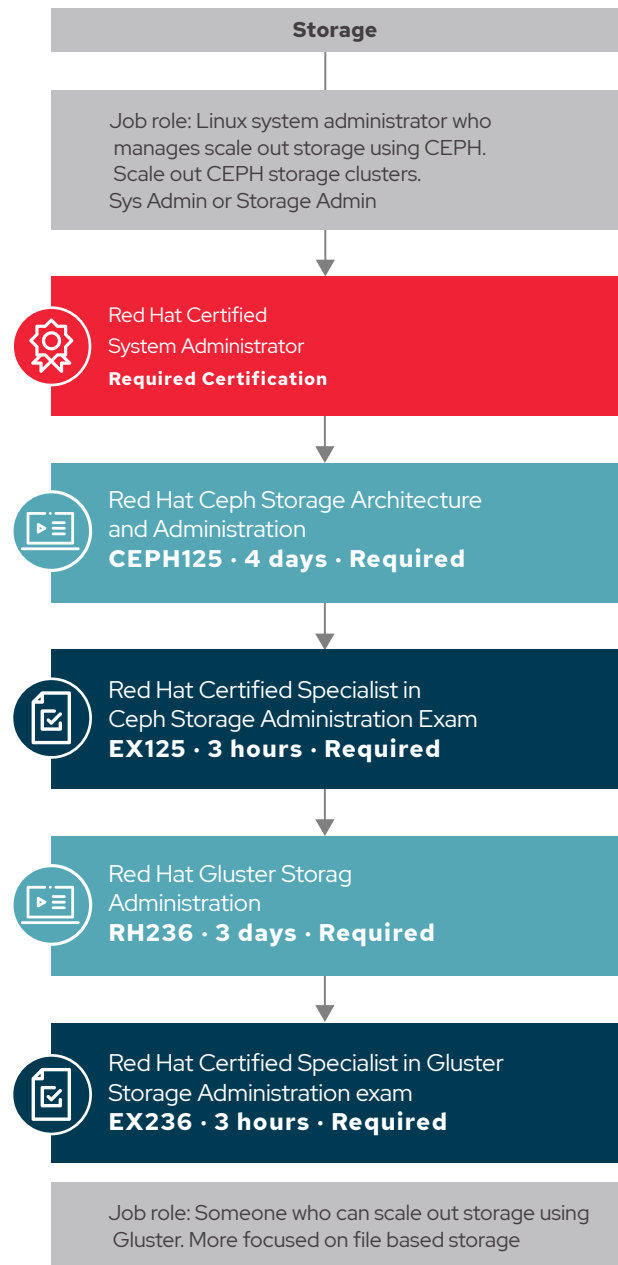 Storage
Job role: Linux system administrator who
manages scale out storage using CEPH.
Scale out CEPH storage clusters.
Sys Admin or Storage Admin
Red Hat Certified
System Administrator
Required Certification
Red Hat Ceph Storage Architecture
and Administration
CEPH125 · 4 days · Required
Red Hat Certified Specialist in
Ceph Storage Administration Exam
EX125 · 3 hours · Required
Red Hat Gluster Storag
Administration
RH236 · 3 days · Required
Red Hat Certified Specialist in Gluster
Storage Administration exam
EX236 · 3 hours · Required
Job role: Someone who can scale out storage using
Gluster. More focused on file based storage